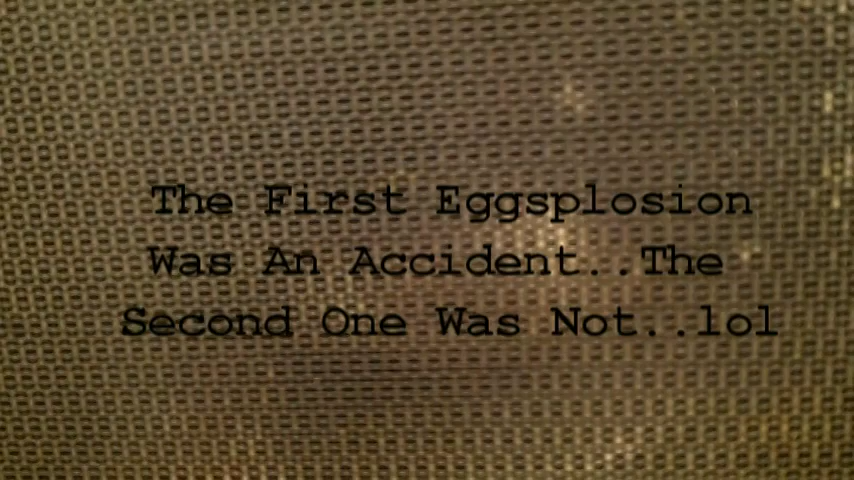 The First Eggsplosion
Was An Accident..The
Second One Was Not..lol